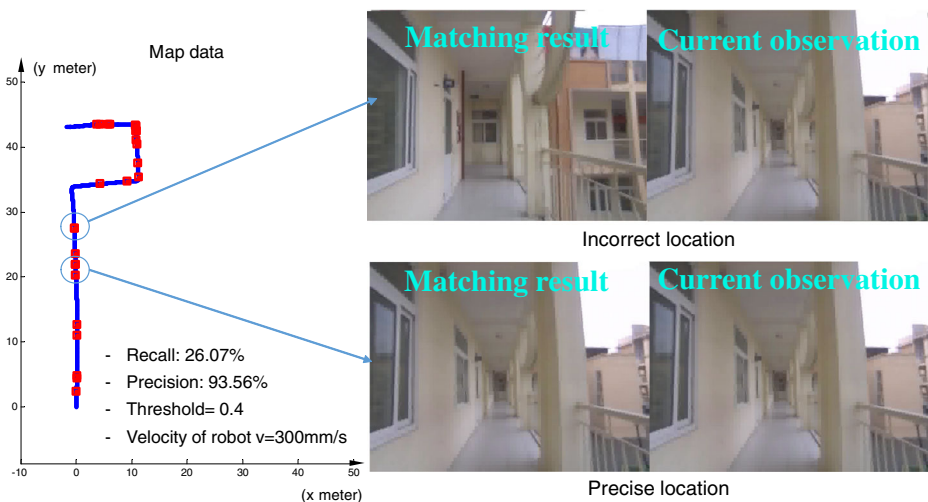 Map data
(y meter)
50
40
30
20
10
0
-10
0
10
20
30
40
50
(x meter)
- Recall: 26.07%
- Precision: 93.56%
- Threshold= 0.4
- Velocity of robot v=300mm/s
Matching result
Current observation
Incorrect location
Matching result
Current observation
Precise location